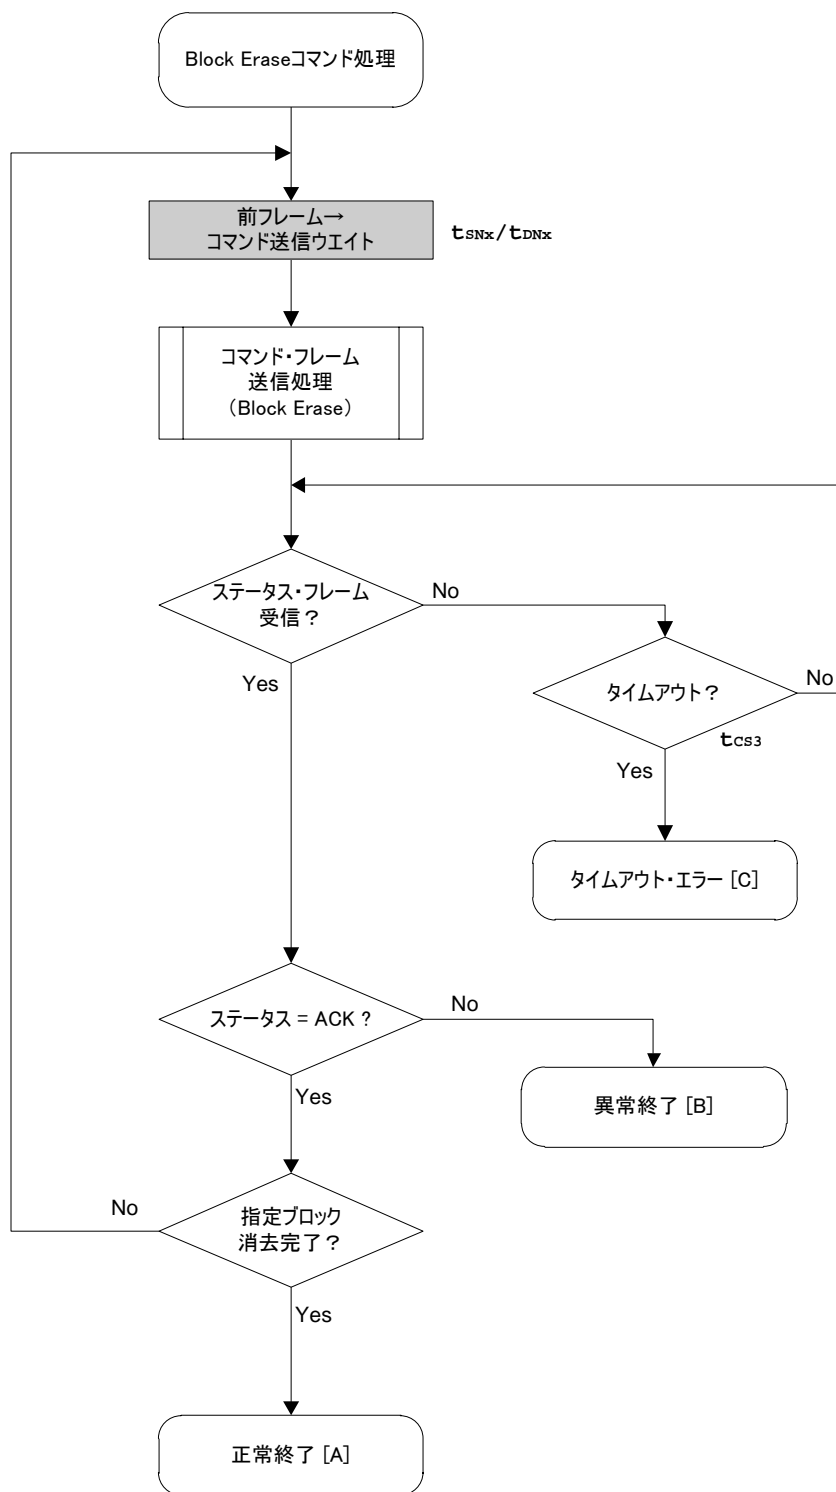 Block Eraseコマンド処理
前フレーム→
コマンド送信ウエイト
tSNx/tDNx
コマンド・フレーム
送信処理
（Block Erase）
ステータス・フレーム
受信？
No
Yes
タイムアウト？
No
tCS3
Yes
タイムアウト・エラー [C]
ステータス = ACK ?
No
Yes
異常終了 [B]
指定ブロック
消去完了？
No
Yes
正常終了 [A]